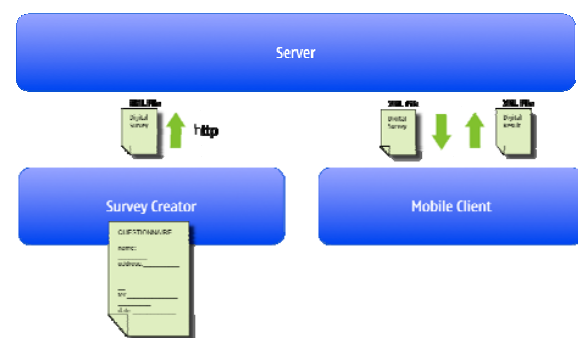 Server
XML File
XML File
XML File
Digital
Survey
http
Digital
Survey
Digital
Result
Survey Creator
Mobile Client
QUESTIONNAIRE
name:
address: